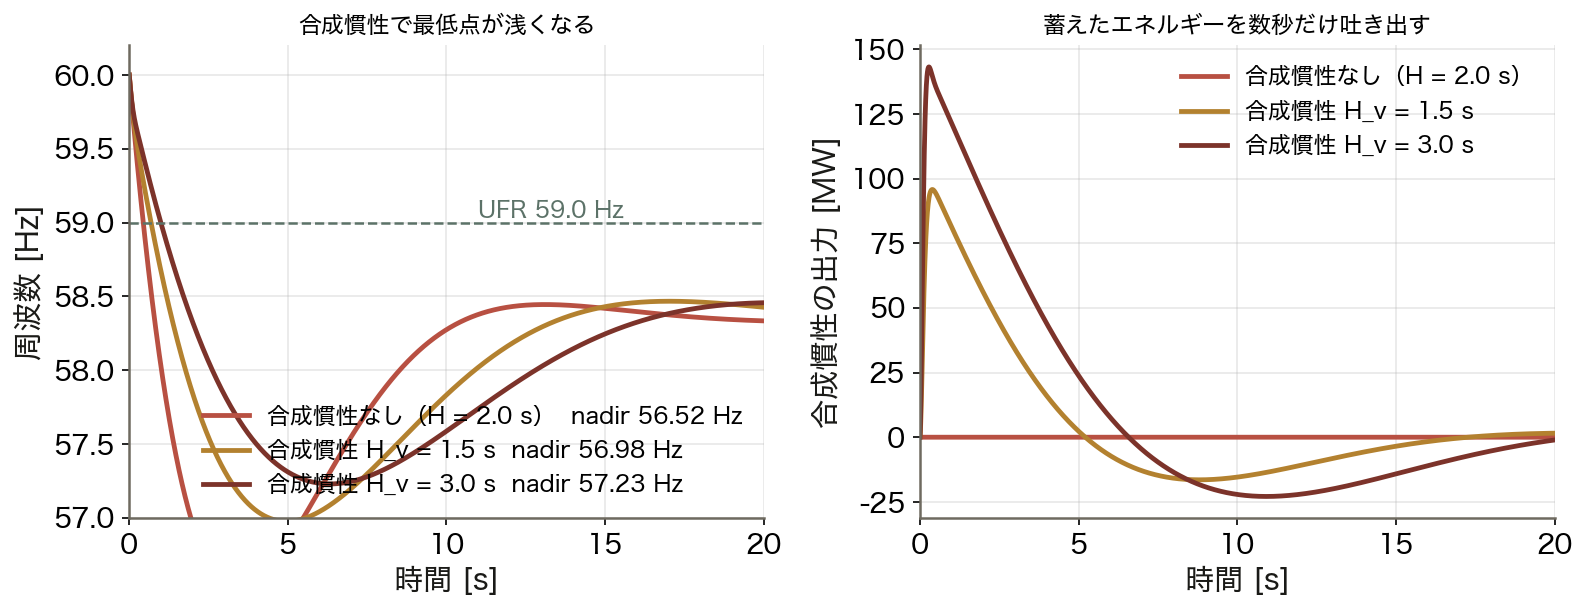 合成慣性で最低点が浅くなる
周波数 [Hz]
60.0
59.5
59.0
58.5
58.0
57.5
57.0
UFR 59.0 Hz
合成慣性なし（H = 2.0 s） nadir 56.52 Hz
合成慣性 H_v = 1.5 s nadir 56.98 Hz
合成慣性 H_v = 3.0 s nadir 57.23 Hz
0 5 10 15 20
時間 [s]
蓄えたエネルギーを数秒だけ吐き出す
合成慣性の出力 [MW]
150
125
100
75
50
25
0
-25
合成慣性なし（H = 2.0 s）
合成慣性 H_v = 1.5 s
合成慣性 H_v = 3.0 s
0 5 10 15 20
時間 [s]